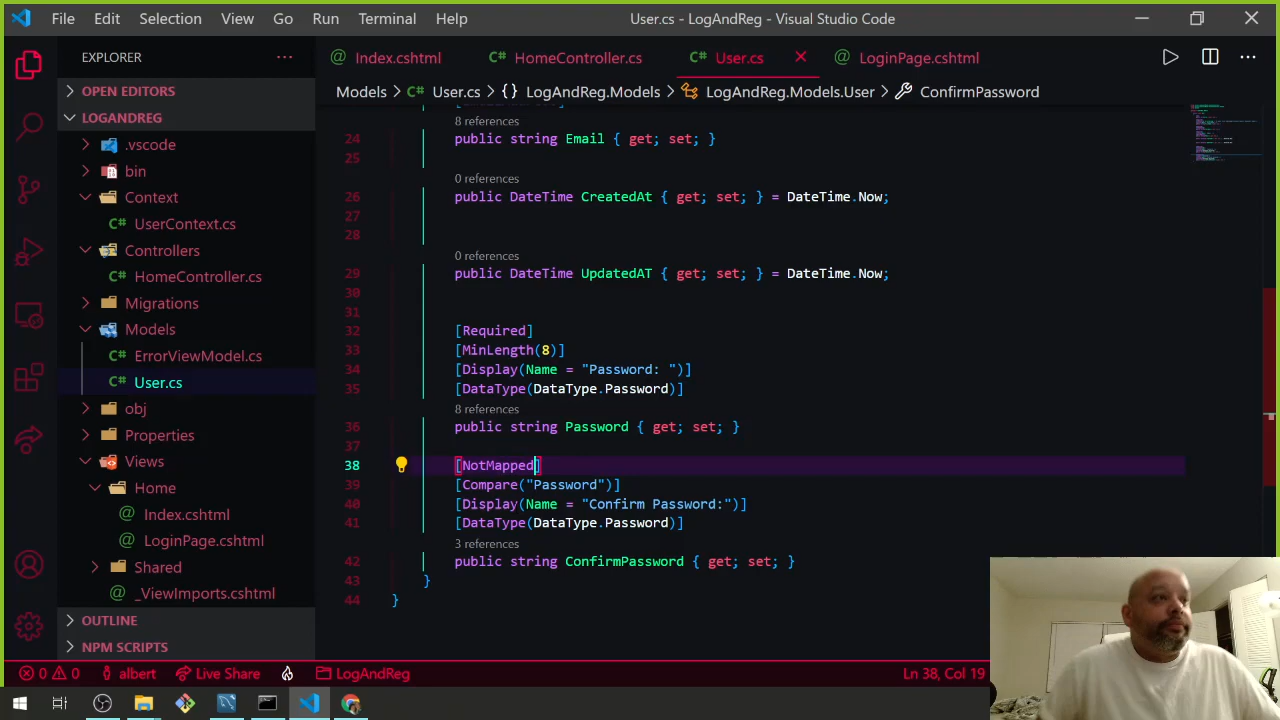 File Edit Selection View Go Run Terminal Help User.cs - LogAndReg - Visual Studio Code
EXPLORER
OPEN EDITORS
LOGANDREG
.vscode
bin
Context
C# UserContext.cs
Controllers
C# HomeController.cs
Migrations
Models
C# ErrorViewModel.cs
C# User.cs
obj
Properties
Views
Home
@ Index.cshtml
@ LoginPage.cshtml
Shared
@ _ViewImports.cshtml
OUTLINE
NPM SCRIPTS
@ Index.cshtml C# HomeController.cs C# User.cs @ LoginPage.cshtml
Models > C# User.cs > {} LogAndReg.Models > LogAndReg.Models.User > ConfirmPassword
8 references
24 public string Email { get; set; }
25
0 references
26 public DateTime CreatedAt { get; set; } = DateTime.Now;
27
28
0 references
29 public DateTime UpdatedAT { get; set; } = DateTime.Now;
30
31
32 [Required]
33 [MinLength(8)]
34 [Display(Name = "Password: ")]
35 [DataType(DataType.Password)]
8 references
36 public string Password { get; set; }
37
38 [NotMapped]
39 [Compare("Password")]
40 [Display(Name = "Confirm Password:")]
41 [DataType(DataType.Password)]
3 references
42 public string ConfirmPassword { get; set; }
43 }
44 }
0 0 albert Live Share LogAndReg Ln 38, Col 19